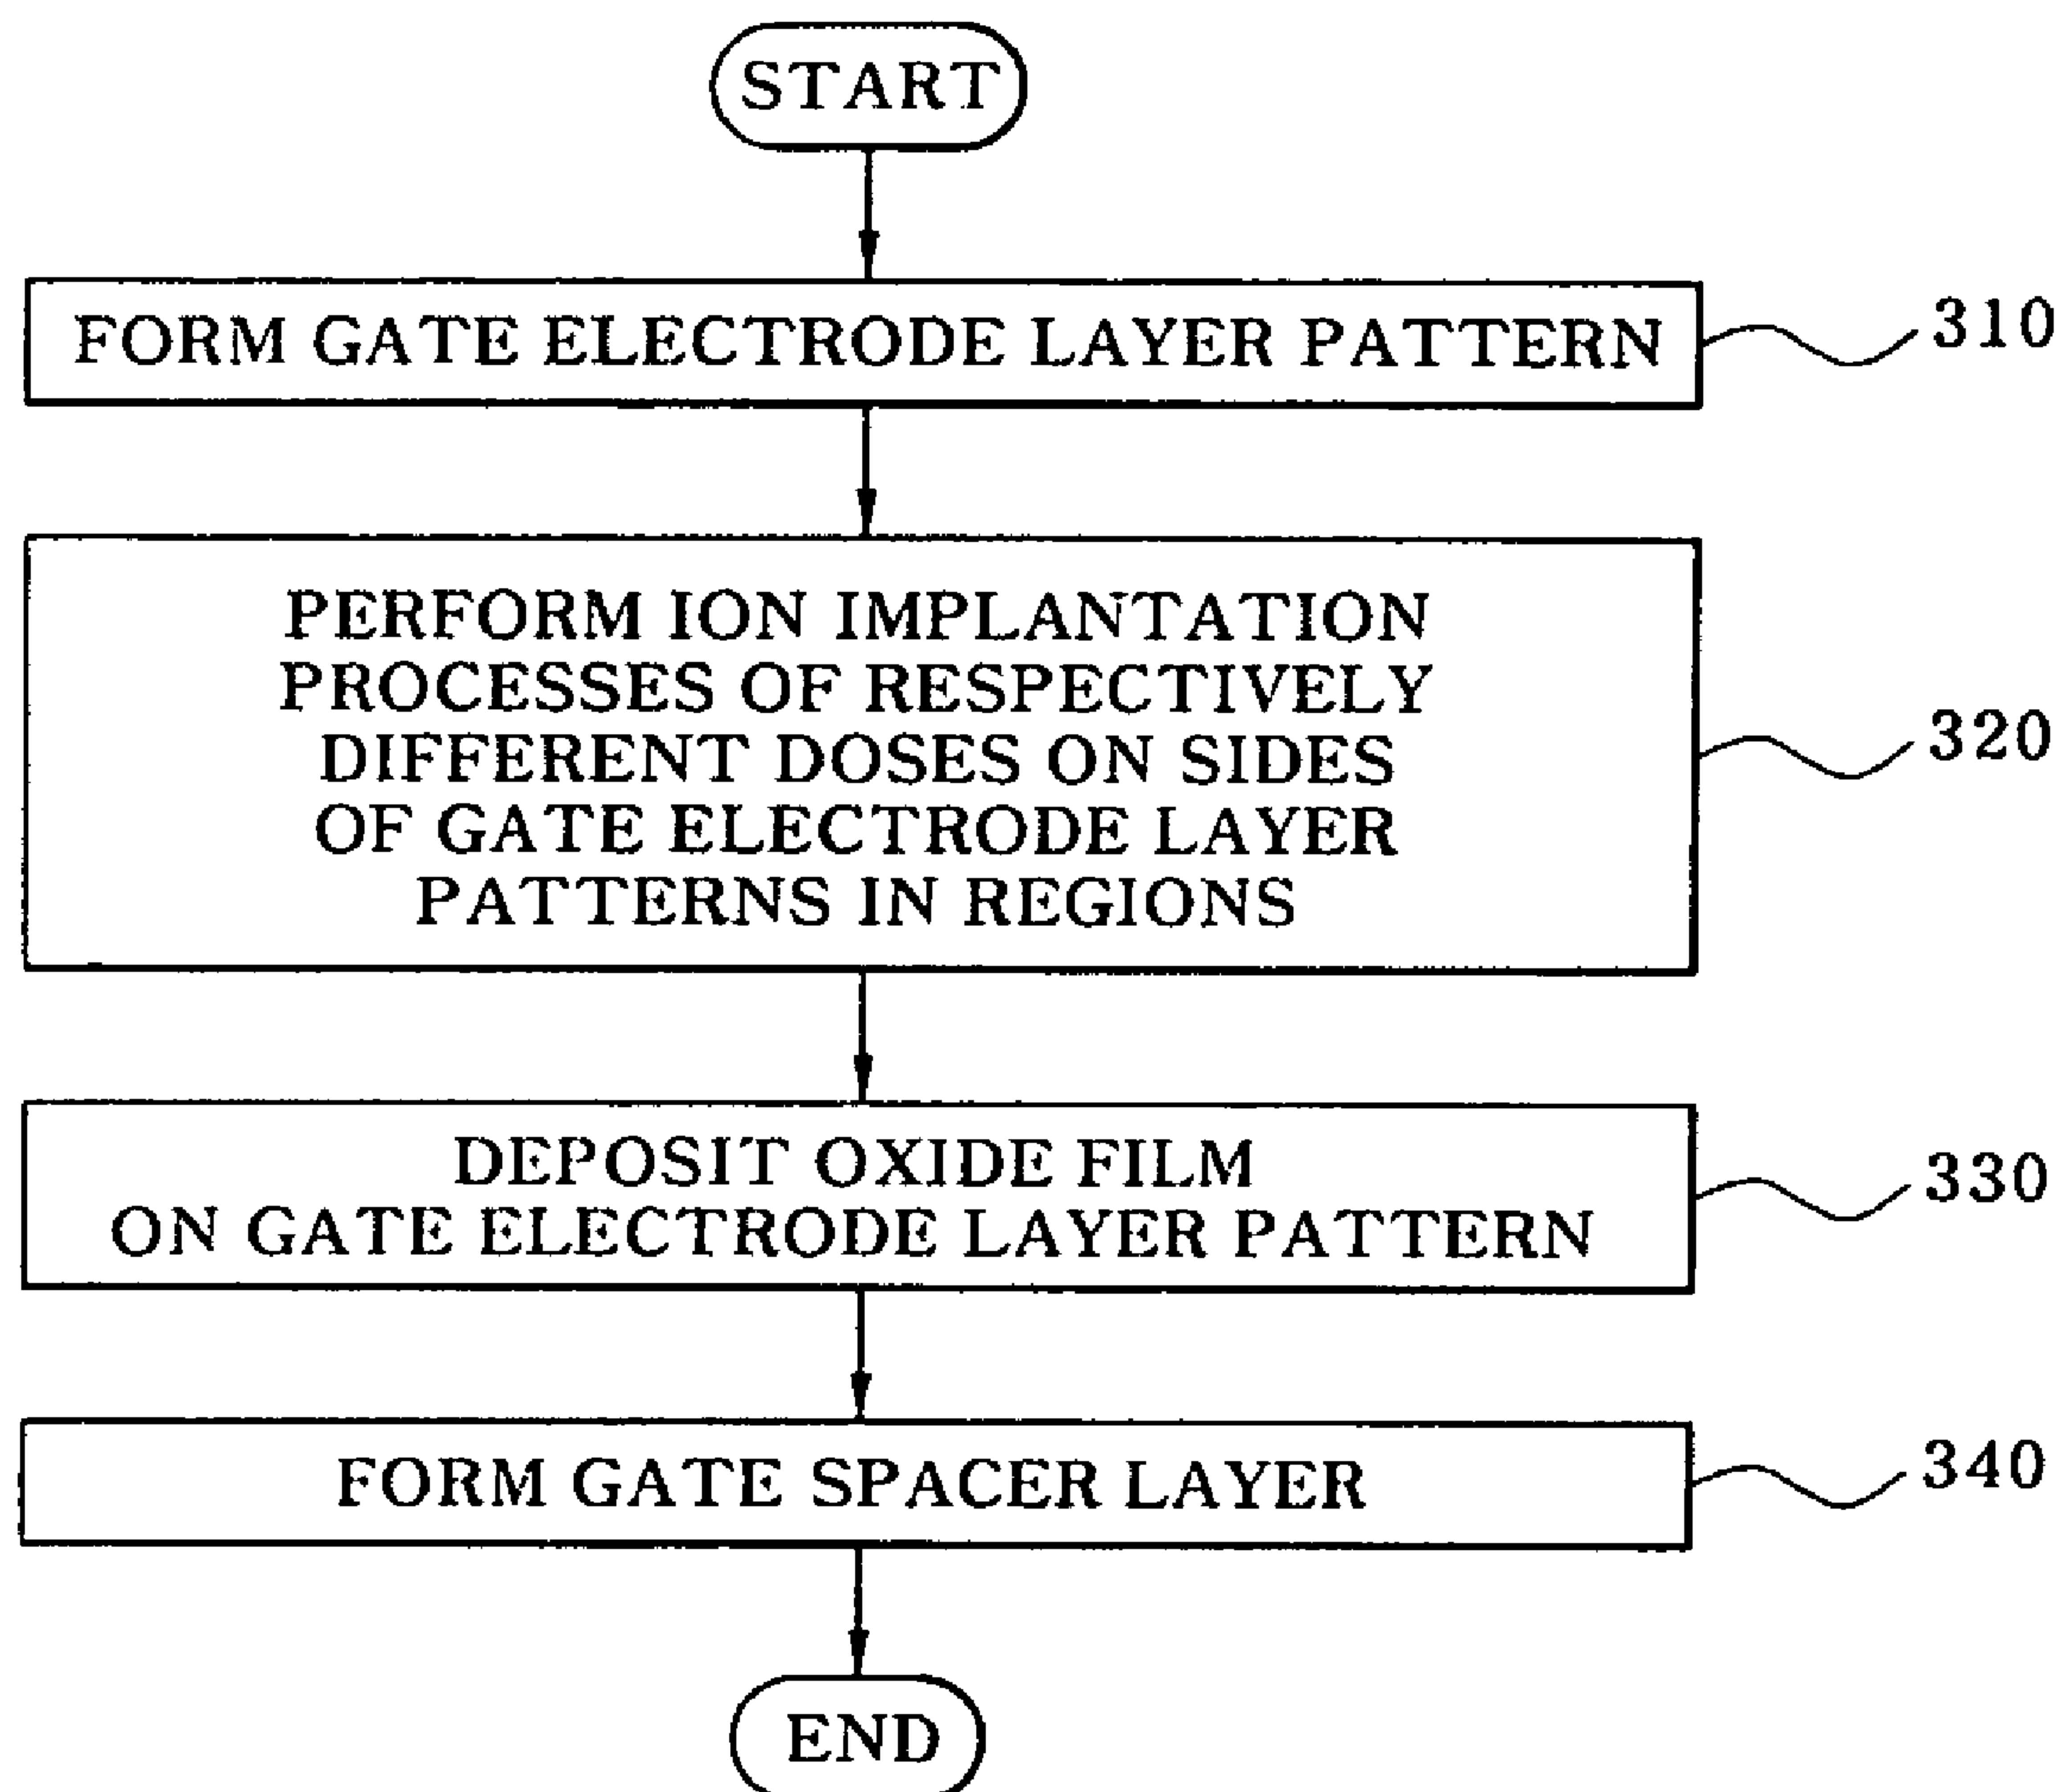 START
FORM GATE ELECTRODE LAYER PATTERN
310
PERFORM ION IMPLANTATION
PROCESSES OF RESPECTIVELY
DIFFERENT DOSES ON SIDES
OF GATE ELECTRODE LAYER
PATTERNS IN REGIONS
320
DEPOSIT OXIDE FILM
ON GATE ELECTRODE LAYER PATTERN
330
FORM GATE SPACER LAYER
340
END